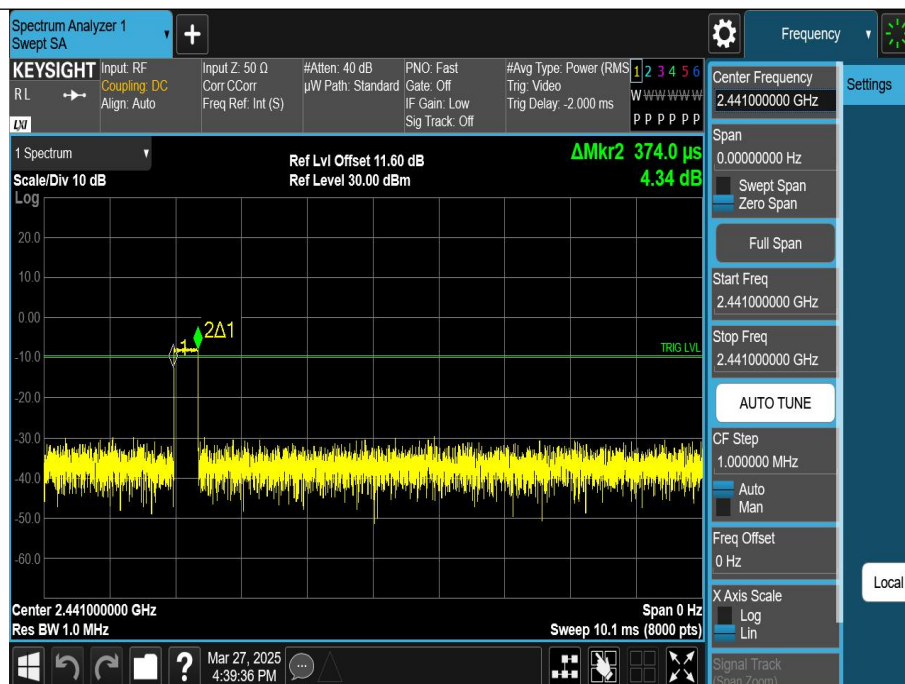 Spectrum Analyzer 1
Swept SA
+
Frequency
KEYSIGHT
RL
LXI
Input: RF
Coupling: DC
Align: Auto
Input Z: 50 Ω
Corr CCorr
Freq Ref: Int (S)
#Atten: 40 dB
µW Path: Standard
PNO: Fast
Gate: Off
IF Gain: Low
Sig Track: Off
#Avg Type: Power (RMS
Trig: Video
Trig Delay: -2.000 ms
1 2 3 4 5 6
W W W W W W
P P P P P P
1 Spectrum
Scale/Div 10 dB
Log
Ref Lvl Offset 11.60 dB
Ref Level 30.00 dBm
ΔMkr2 374.0 µs
4.34 dB
20.0
10.0
0.00
-10.0
-20.0
-30.0
-40.0
-50.0
-60.0
1
2Δ1
TRIG LVL
Center 2.441000000 GHz
Res BW 1.0 MHz
Span 0 Hz
Sweep 10.1 ms (8000 pts)
?
Mar 27, 2025
4:39:36 PM
Center Frequency
2.441000000 GHz
Span
0.00000000 Hz
Swept Span
Zero Span
Full Span
Start Freq
2.441000000 GHz
Stop Freq
2.441000000 GHz
AUTO TUNE
CF Step
1.000000 MHz
Auto
Man
Freq Offset
0 Hz
X Axis Scale
Log
Lin
Signal Track
(Span Zoom)
Settings
Local